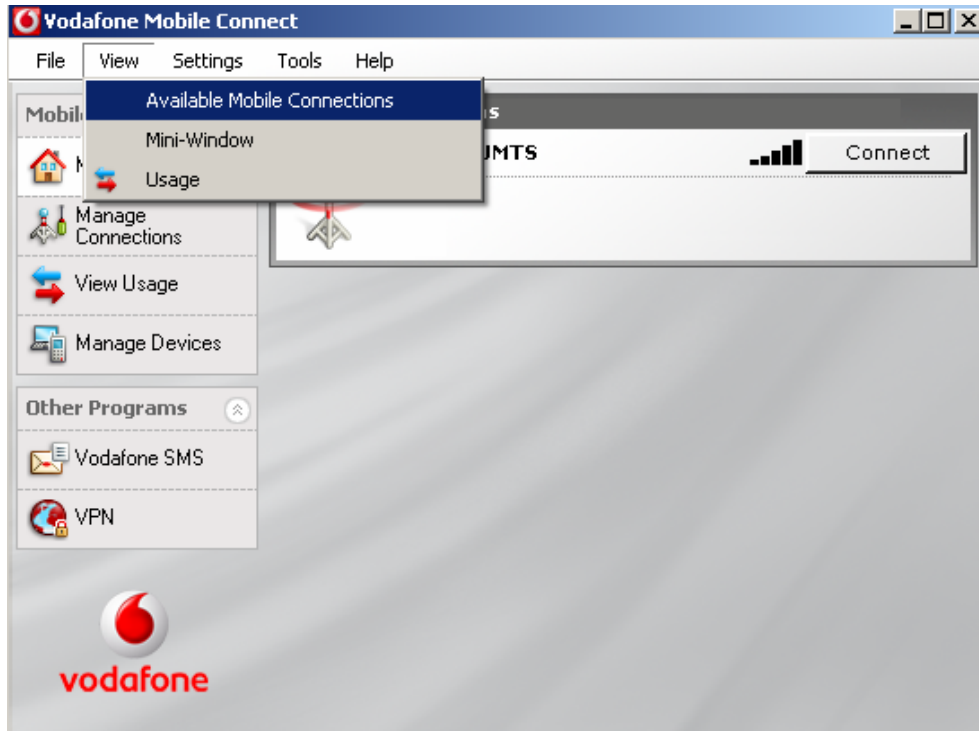 Vodafone Mobile Connect
File View Settings Tools Help
Available Mobile Connections
Mini-Window
Usage
UMTS
Connect
Manage
Connections
View Usage
Manage Devices
Other Programs
Vodafone SMS
VPN
vodafone